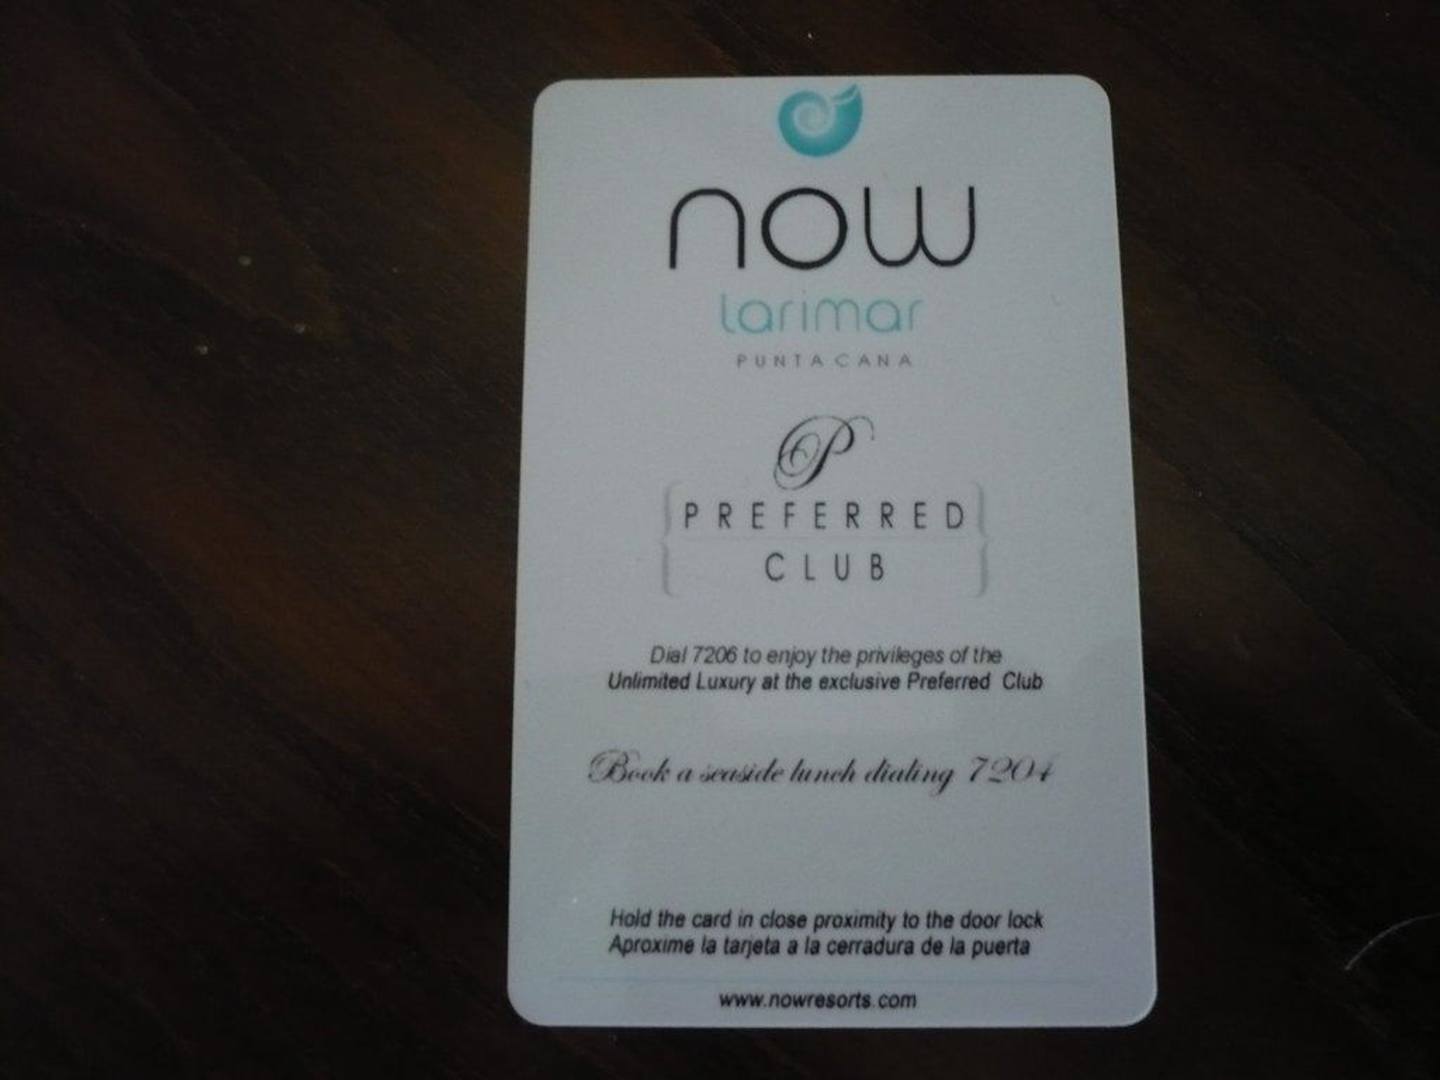 now
larimar
PUNTA CANA
P
PREFERRED
CLUB
Dial 7206 to enjoy the privileges of the
Unlimited Luxury at the exclusive Preferred Club
Book a seaside lunch dialing 7204
Hold the card in close proximity to the door lock
Aproxime la tarjeta a la cerradura de la puerta
www.nowresorts.com